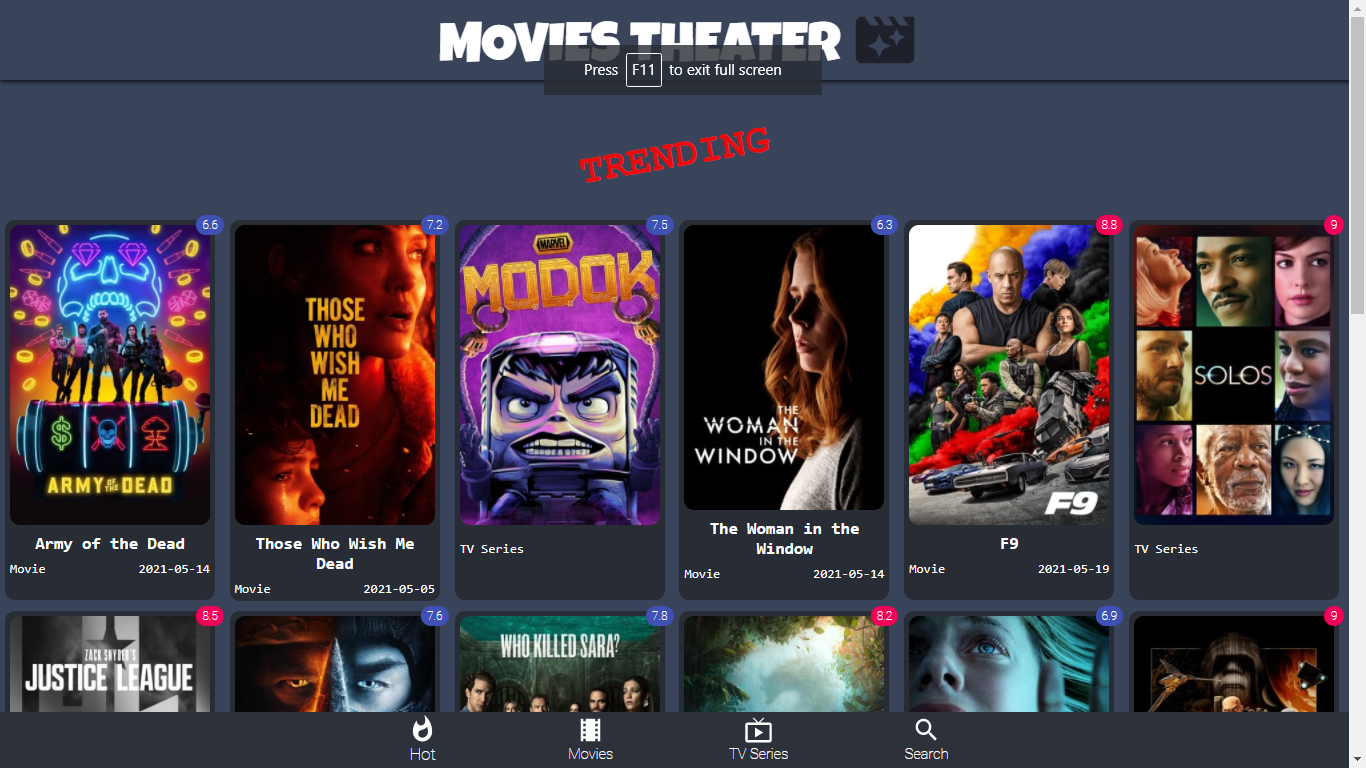 MOVIES THEATER
Press F11 to exit full screen
TRENDING
6.6
7.2
7.5
6.3
8.8
9
ARMY OF THE DEAD
THOSE
WHO
WISH
ME
DEAD
MARVEL
M.O.D.O.K.
THE
WOMAN
IN THE
WINDOW
F9
SOLOS
Army of the Dead
Movie 2021-05-14
Those Who Wish Me
Dead
Movie 2021-05-05
TV Series
The Woman in the
Window
Movie 2021-05-14
F9
Movie 2021-05-19
TV Series
8.5
7.6
7.8
8.2
6.9
9
ZACK SNYDER'S
JUSTICE LEAGUE
WHO KILLED SARA?
Hot
Movies
TV Series
Search